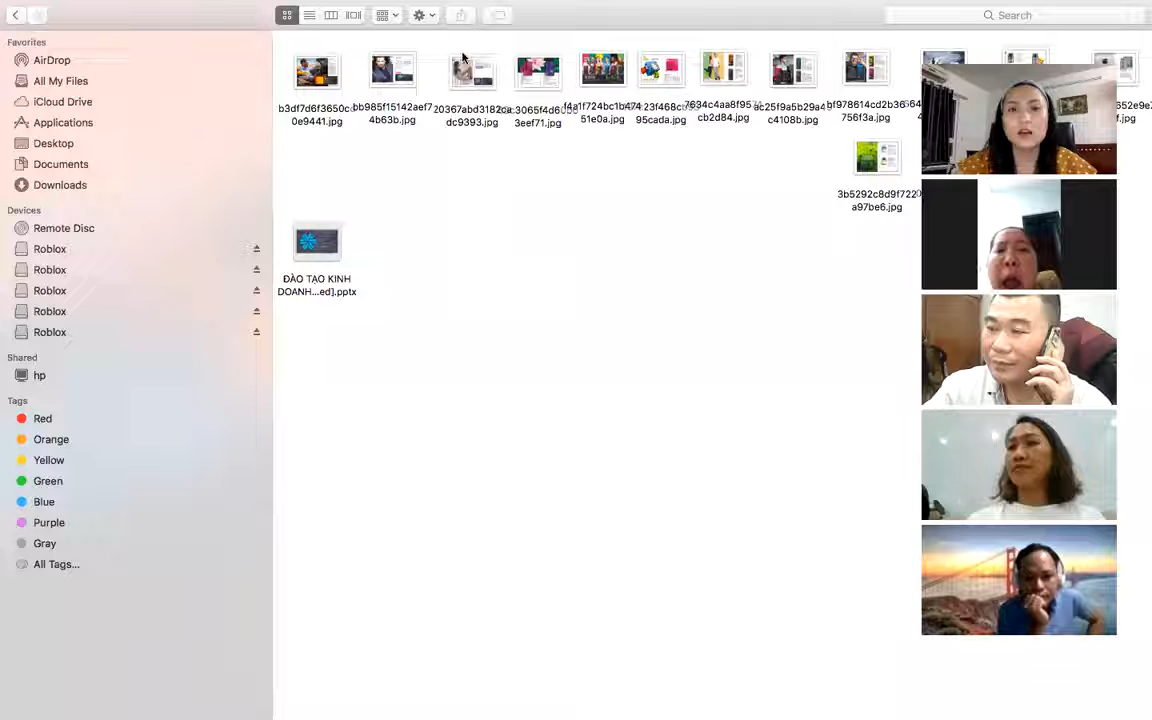 Search
Favorites
AirDrop
All My Files
iCloud Drive
Applications
Desktop
Documents
Downloads
Devices
Remote Disc
Roblox
Roblox
Roblox
Roblox
Roblox
Shared
hp
Tags
Red
Orange
Yellow
Green
Blue
Purple
Gray
All Tags...
b3df7d6f3650c
0e9441.jpg
bb985f15142aef7
4b63b.jpg
20367abd3182
dc9393.jpg
3eef71.jpg
51e0a.jpg
95cada.jpg
7634c4aa8f95
cb2d84.jpg
c4108b.jpg
bf978614cd2b36
756f3a.jpg
3b5292c8d9f722
a97be6.jpg
ĐÀO TẠO KINH
DOANH...ed].pptx